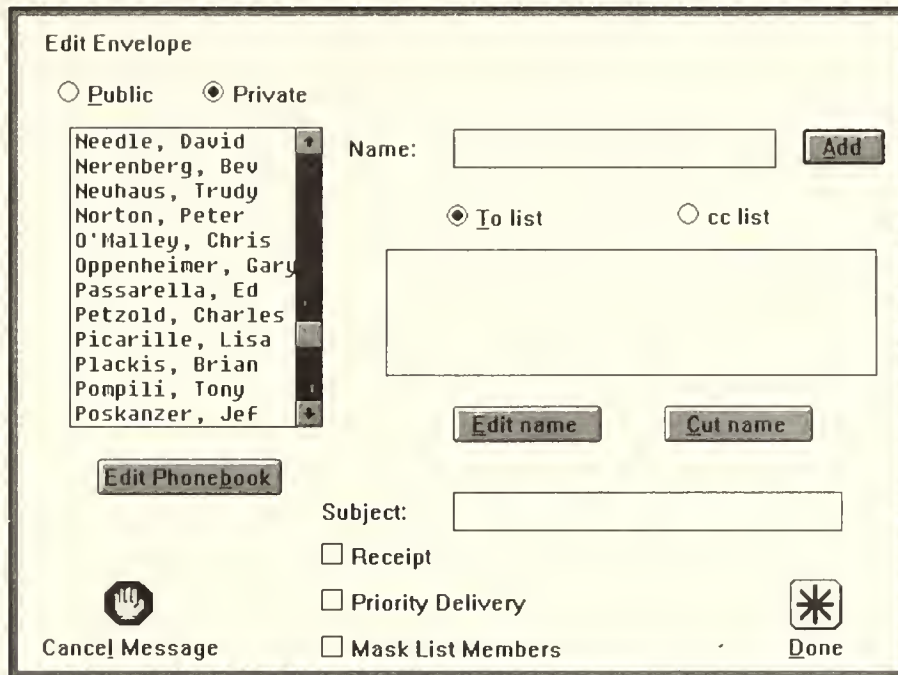 Edit Envelope
Public Private
Needle, David
Nerenberg, Bev
Neuhaus, Trudy
Norton, Peter
O'Malley, Chris
Oppenheimer, Gary
Passarella, Ed
Petzold, Charles
Picarille, Lisa
Plackis, Brian
Pompili, Tony
Poskanzer, Jef
Edit Phonebook
Name: Add
To list cc list
Edit name Cut name
Subject:
Receipt
Priority Delivery
Mask List Members
Cancel Message
Done